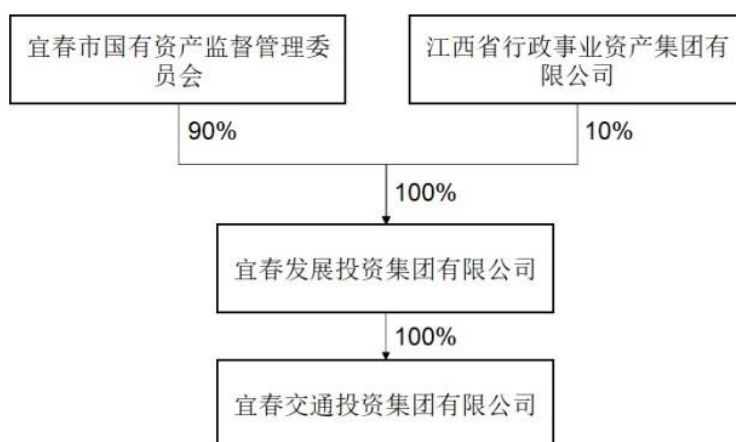 宜春市国有资产监督管理委
员会
江西省行政事业资产集团有
限公司
90%
10%
100%
宜春发展投资集团有限公司
100%
宜春交通投资集团有限公司